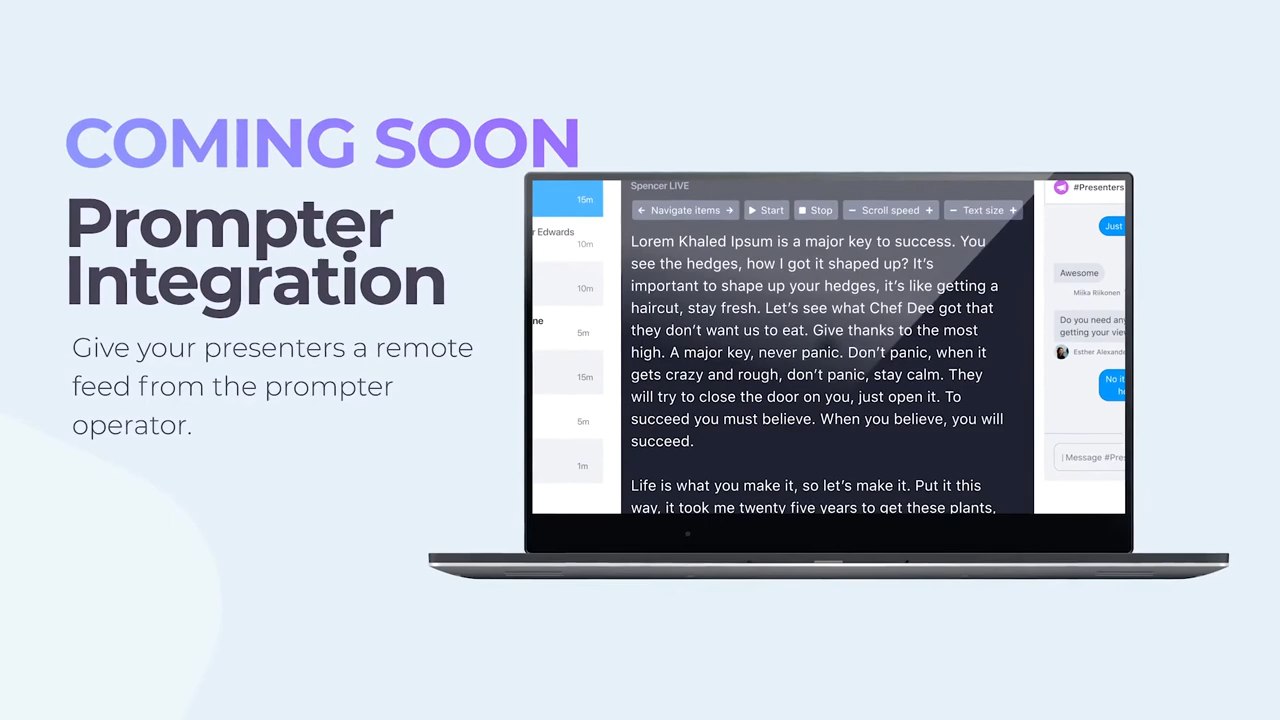 COMING SOON
Prompter
Integration
Give your presenters a remote
feed from the prompter
operator.
15m
r Edwards
10m
10m
ne
5m
15m
5m
1m
Spencer LIVE
← Navigate items →
Start
Stop
− Scroll speed +
− Text size +
Lorem Khaled Ipsum is a major key to success. You
see the hedges, how I got it shaped up? It’s
important to shape up your hedges, it’s like getting a
haircut, stay fresh. Let’s see what Chef Dee got that
they don’t want us to eat. Give thanks to the most
high. A major key, never panic. Don’t panic, when it
gets crazy and rough, don’t panic, stay calm. They
will try to close the door on you, just open it. To
succeed you must believe. When you believe, you will
succeed.
Life is what you make it, so let’s make it. Put it this
way, it took me twenty five years to get these plants,
#Presenters
Just
Awesome
Miika Riikonen
Do you need any
getting your view
Esther Alexande
No it
h
Message #Pres